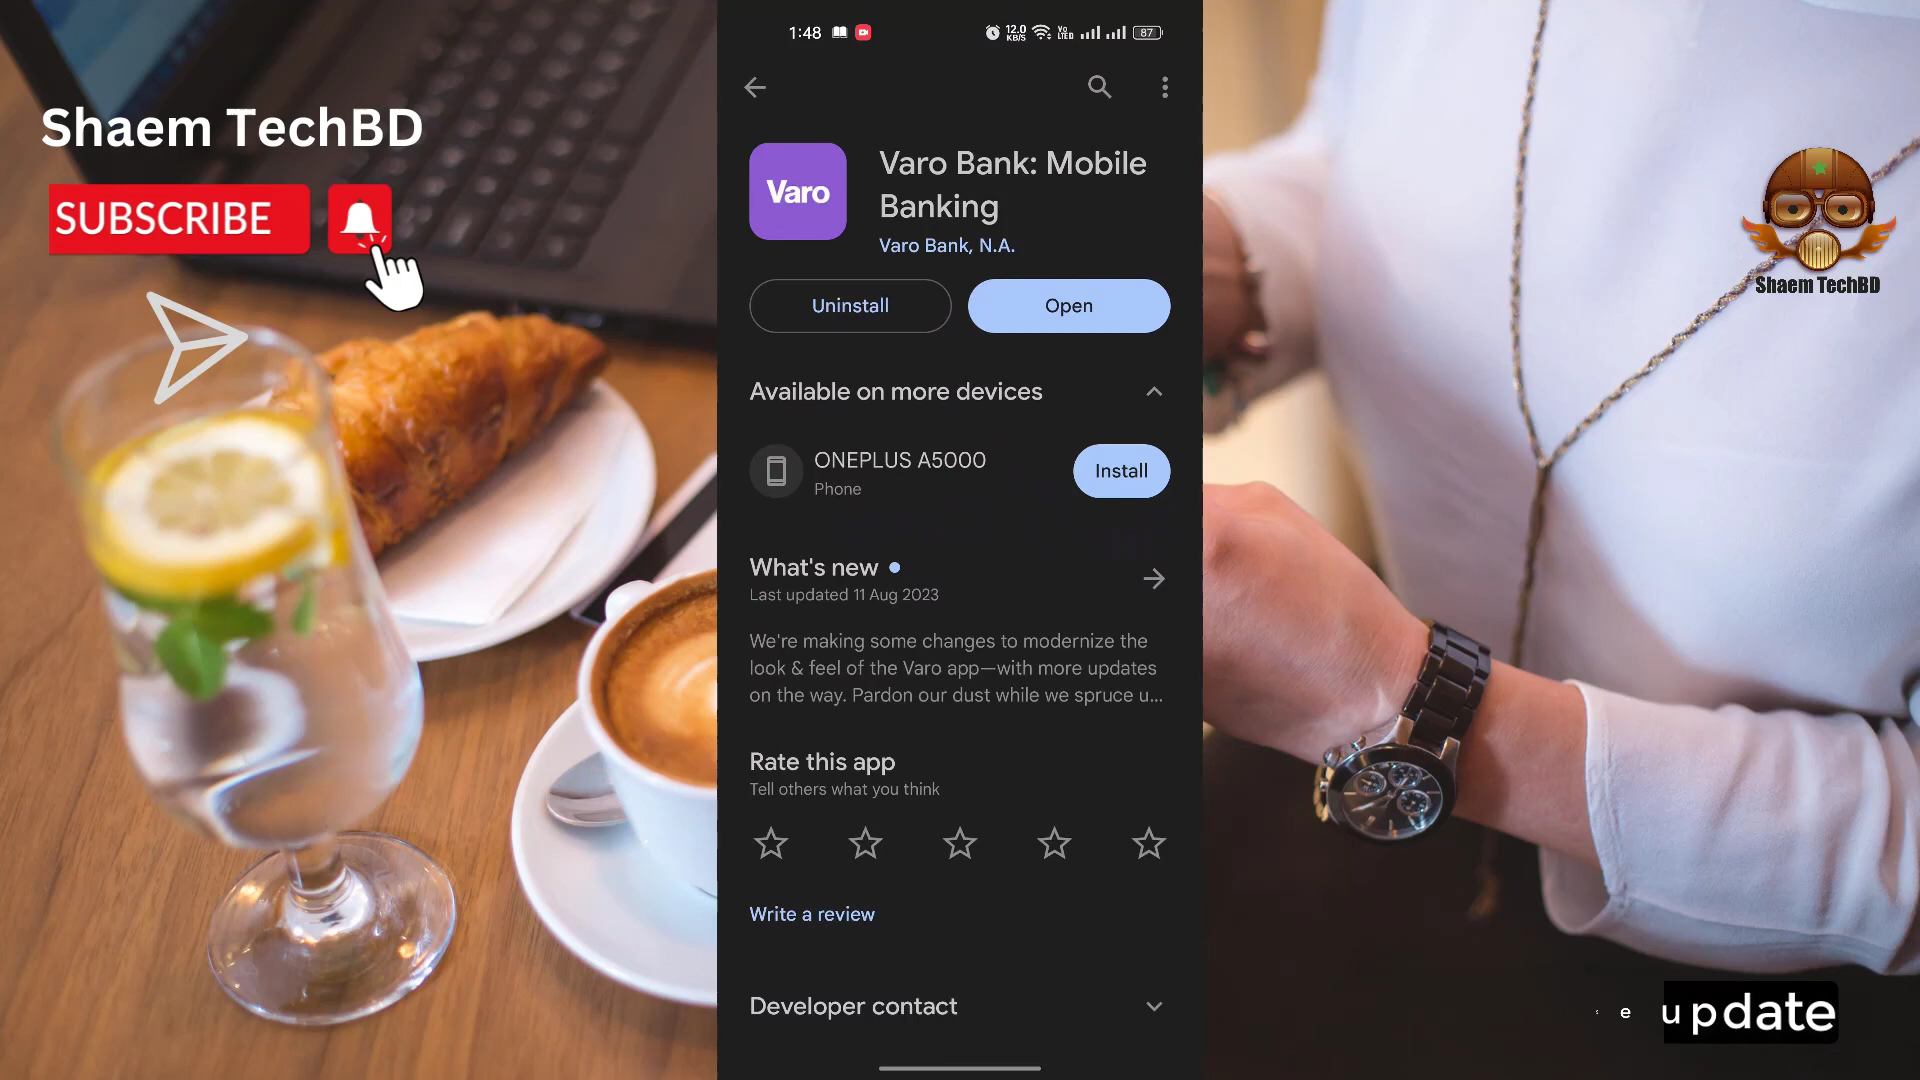 Shaem TechBD
SUBSCRIBE
1:48
12.0
KB/S
Vo
LTE
87
Varo
Varo Bank: Mobile
Banking
Varo Bank, N.A.
Uninstall
Open
Available on more devices
ONEPLUS A5000
Phone
Install
What's new
Last updated 11 Aug 2023
We're making some changes to modernize the
look & feel of the Varo app—with more updates
on the way. Pardon our dust while we spruce u...
Rate this app
Tell others what you think
Write a review
Developer contact
Shaem TechBD
e update